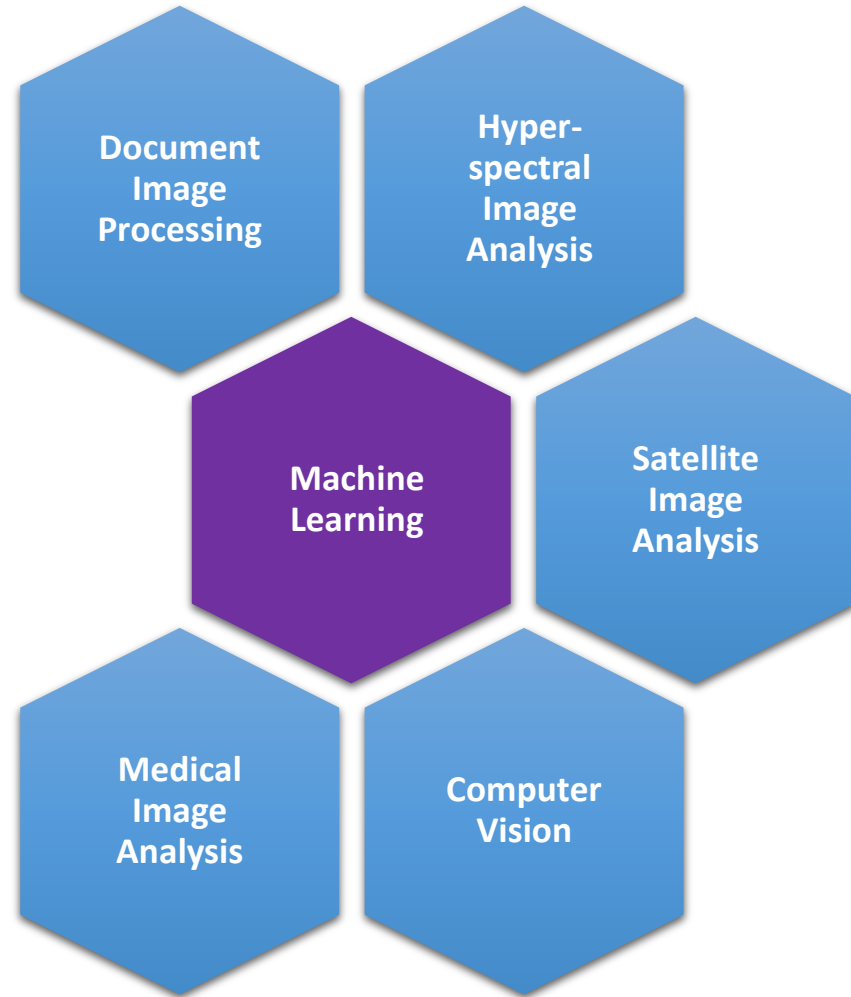 Document
Image
Processing
Hyper-
spectral
Image
Analysis
Machine
Learning
Satellite
Image
Analysis
Medical
Image
Analysis
Computer
Vision